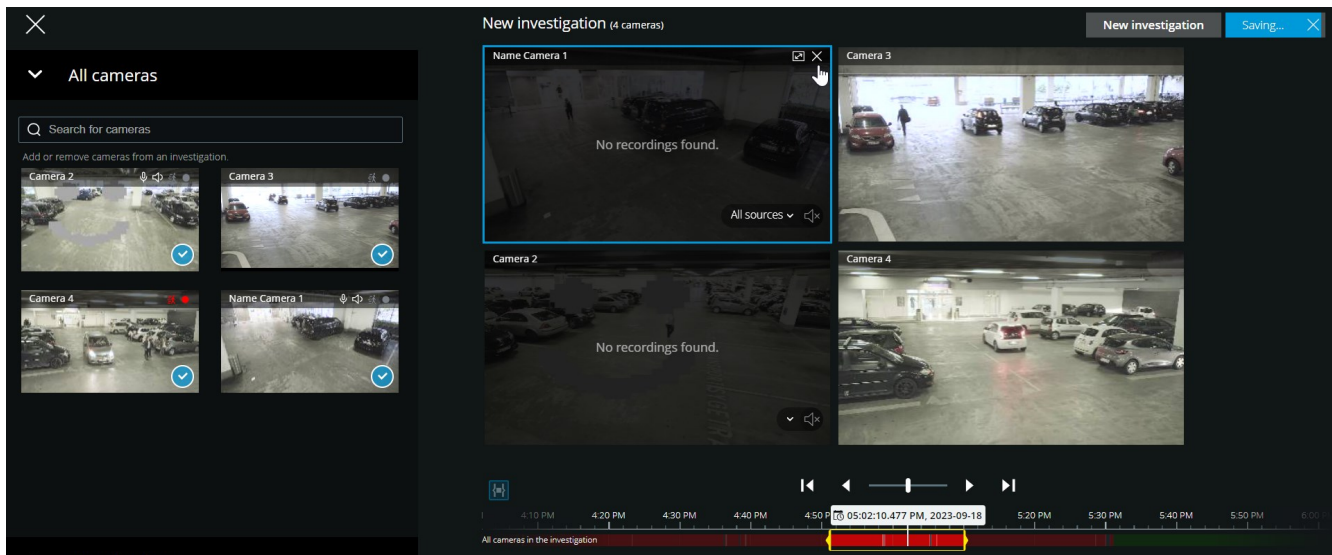 New investigation (4 cameras)
New investigation
Saving...
All cameras
Search for cameras
Add or remove cameras from an investigation.
Camera 2
Camera 3
Camera 4
Name Camera 1
Name Camera 1
No recordings found.
All sources
Camera 3
Camera 2
No recordings found.
Camera 4
05:02:10.477 PM, 2023-09-18
4:10 PM 4:20 PM 4:30 PM 4:40 PM 4:50 P 5:20 PM 5:30 PM 5:40 PM 5:50 PM 6:00 P
All cameras in the investigation